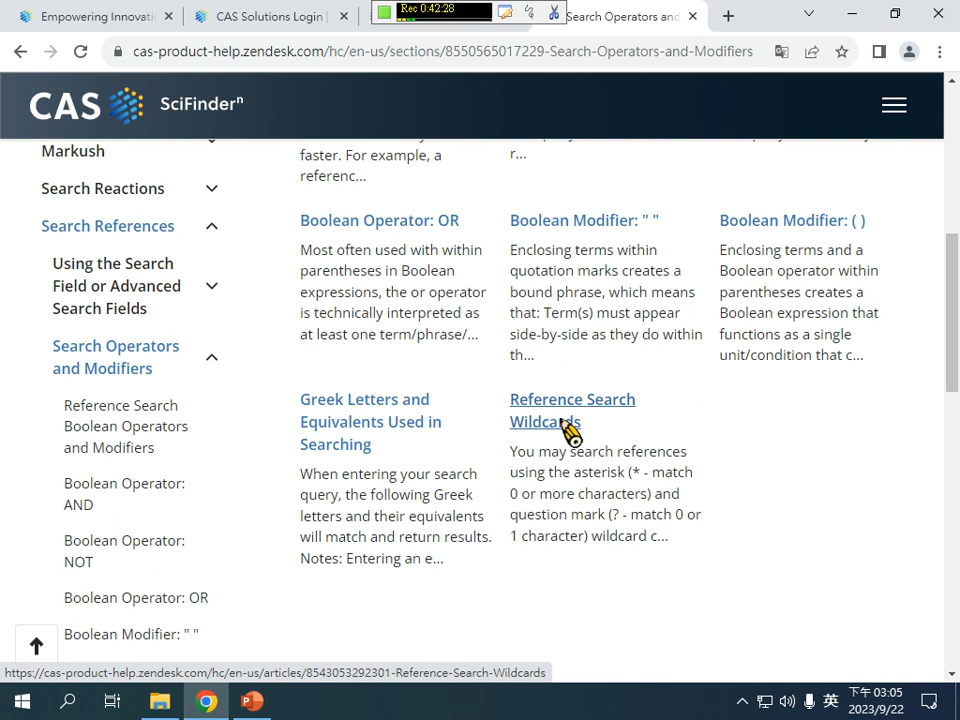 Empowering Innovati
CAS Solutions Login |
Rec 0:42:28
Search Operators and
cas-product-help.zendesk.com/hc/en-us/sections/8550565017229-Search-Operators-and-Modifiers
CAS SciFinderⁿ
Markush
Search Reactions
Search References
Using the Search
Field or Advanced
Search Fields
Search Operators
and Modifiers
Reference Search
Boolean Operators
and Modifiers
Boolean Operator:
AND
Boolean Operator:
NOT
Boolean Operator: OR
Boolean Modifier: " "
faster. For example, a
referenc...
r...
Boolean Operator: OR
Most often used with within
parentheses in Boolean
expressions, the or operator
is technically interpreted as
at least one term/phrase/...
Boolean Modifier: " "
Enclosing terms within
quotation marks creates a
bound phrase, which means
that: Term(s) must appear
side-by-side as they do within
th...
Boolean Modifier: ( )
Enclosing terms and a
Boolean operator within
parentheses creates a
Boolean expression that
functions as a single
unit/condition that c...
Greek Letters and
Equivalents Used in
Searching
When entering your search
query, the following Greek
letters and their equivalents
will match and return results.
Notes: Entering an e...
Reference Search
Wildcards
You may search references
using the asterisk (* - match
0 or more characters) and
question mark (? - match 0 or
1 character) wildcard c...
https://cas-product-help.zendesk.com/hc/en-us/articles/8543053292301-Reference-Search-Wildcards
英
下午 03:05
2023/9/22